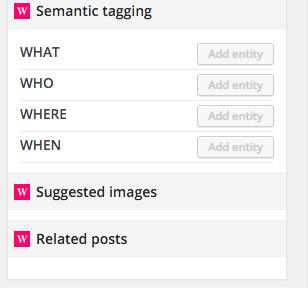 W Semantic tagging
WHAT Add entity
WHO Add entity
WHERE Add entity
WHEN Add entity
W Suggested images
W Related posts